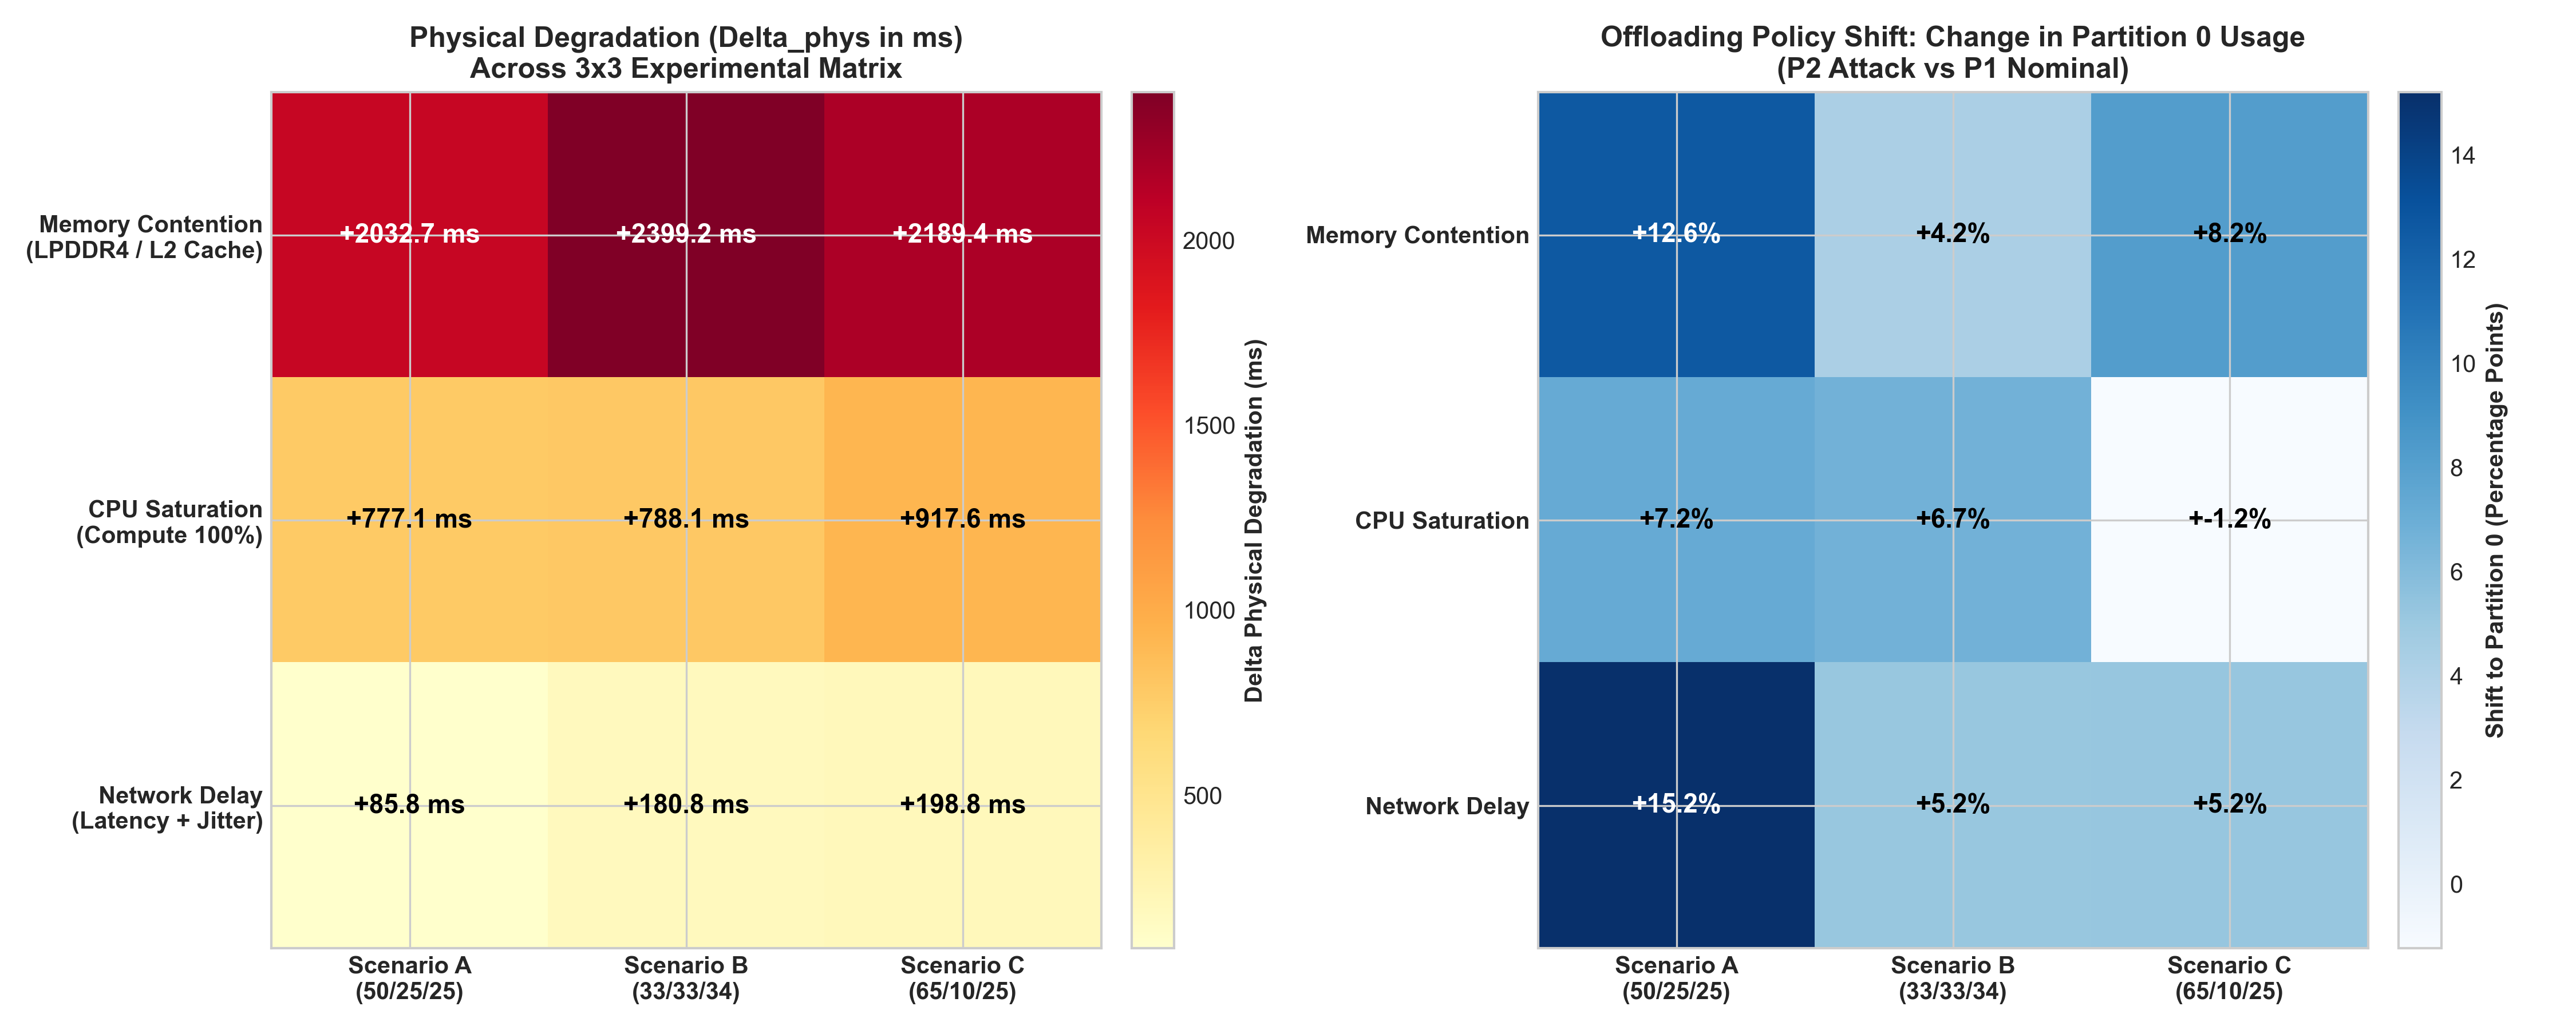 Physical Degradation (Delta_phys in ms)
Across 3x3 Experimental Matrix
Memory Contention
(LPDDR4 / L2 Cache)
+2032.7 ms
+2399.2 ms
+2189.4 ms
CPU Saturation
(Compute 100%)
+777.1 ms
+788.1 ms
+917.6 ms
Network Delay
(Latency + Jitter)
+85.8 ms
+180.8 ms
+198.8 ms
Scenario A
(50/25/25)
Scenario B
(33/33/34)
Scenario C
(65/10/25)
2000
1500
1000
500
Delta Physical Degradation (ms)
Offloading Policy Shift: Change in Partition 0 Usage
(P2 Attack vs P1 Nominal)
Memory Contention
+12.6%
+4.2%
+8.2%
CPU Saturation
+7.2%
+6.7%
+-1.2%
Network Delay
+15.2%
+5.2%
+5.2%
Scenario A
(50/25/25)
Scenario B
(33/33/34)
Scenario C
(65/10/25)
14
12
10
8
6
4
2
0
Shift to Partition 0 (Percentage Points)